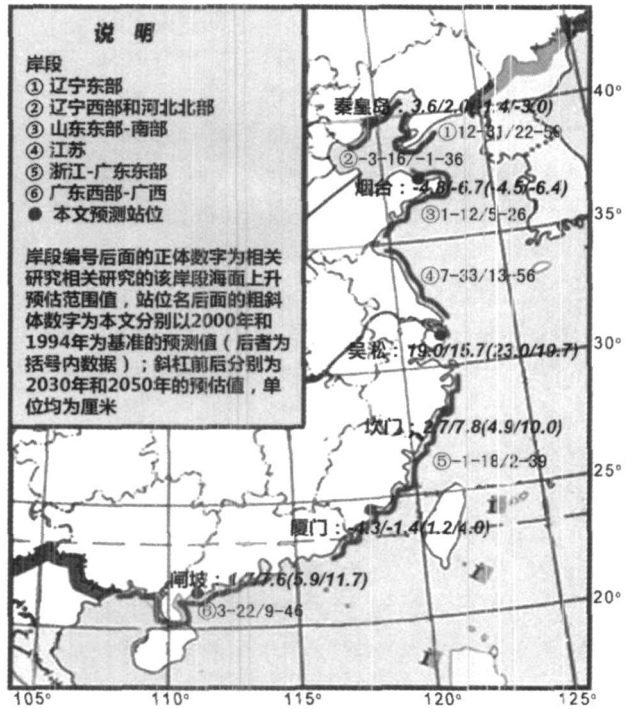 说 明
岸段
① 辽宁东部
② 辽宁西部和河北北部
③ 山东东部-南部
④ 江苏
⑤ 浙江-广东东部
⑥ 广东西部-广西
● 本文预测站位
岸段编号后面的正体数字为相关
研究相关研究的该岸段海面上升
预估范围值，站位名后面的粗斜
体数字为本文分别以2000年和
1994年为基准的预测值（后者为
括号内数据）；斜杠前后分别为
2030年和2050年的预估值，单
位均为厘米
40°
秦皇岛：3.6/2.0
①12-31/22-
②-3-16/-1-36
烟台：-4.8/-6.7(-4.5/-6.4)
③1-12/5-26
35°
④7-33/13-56
30°
吴淞：19.0/15.7(23.0/19.7)
坎门：2.7/7.8(4.9/10.0)
⑤-1-18/2-39
25°
厦门：-4.3/-1.4(1.2/4.0)
闸坡：
/7.6(5.9/11.7)
⑥3-22/9-46
20°
105° 110° 115° 120° 125°